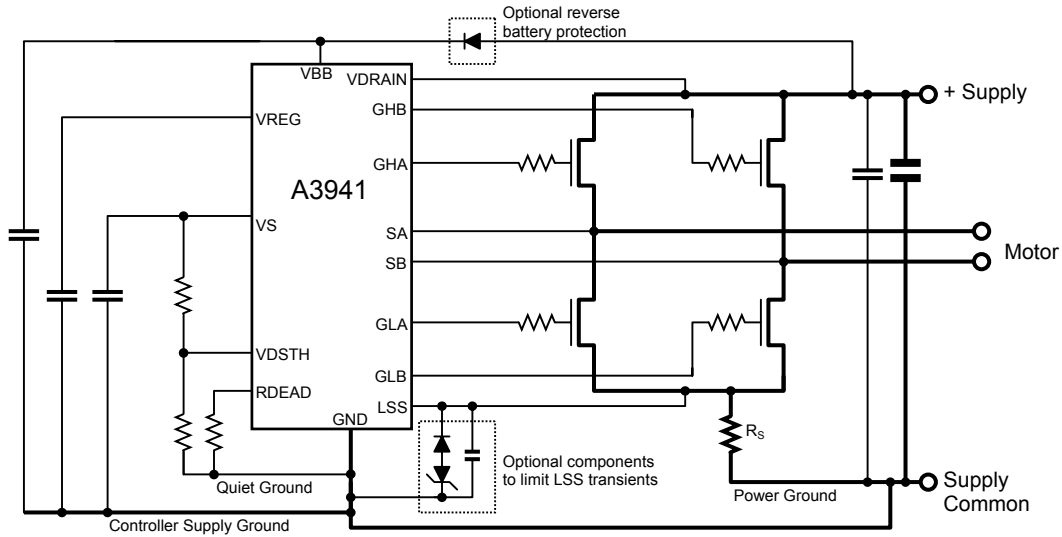 Optional reverse
battery protection
VBB
VDRAIN
+ Supply
GHB
VREG
GHA
A3941
VS
SA
Motor
SB
GLA
VDSTH
GLB
RDEAD
LSS
GND
RS
Optional components
to limit LSS transients
Quiet Ground
Power Ground
Supply
Common
Controller Supply Ground